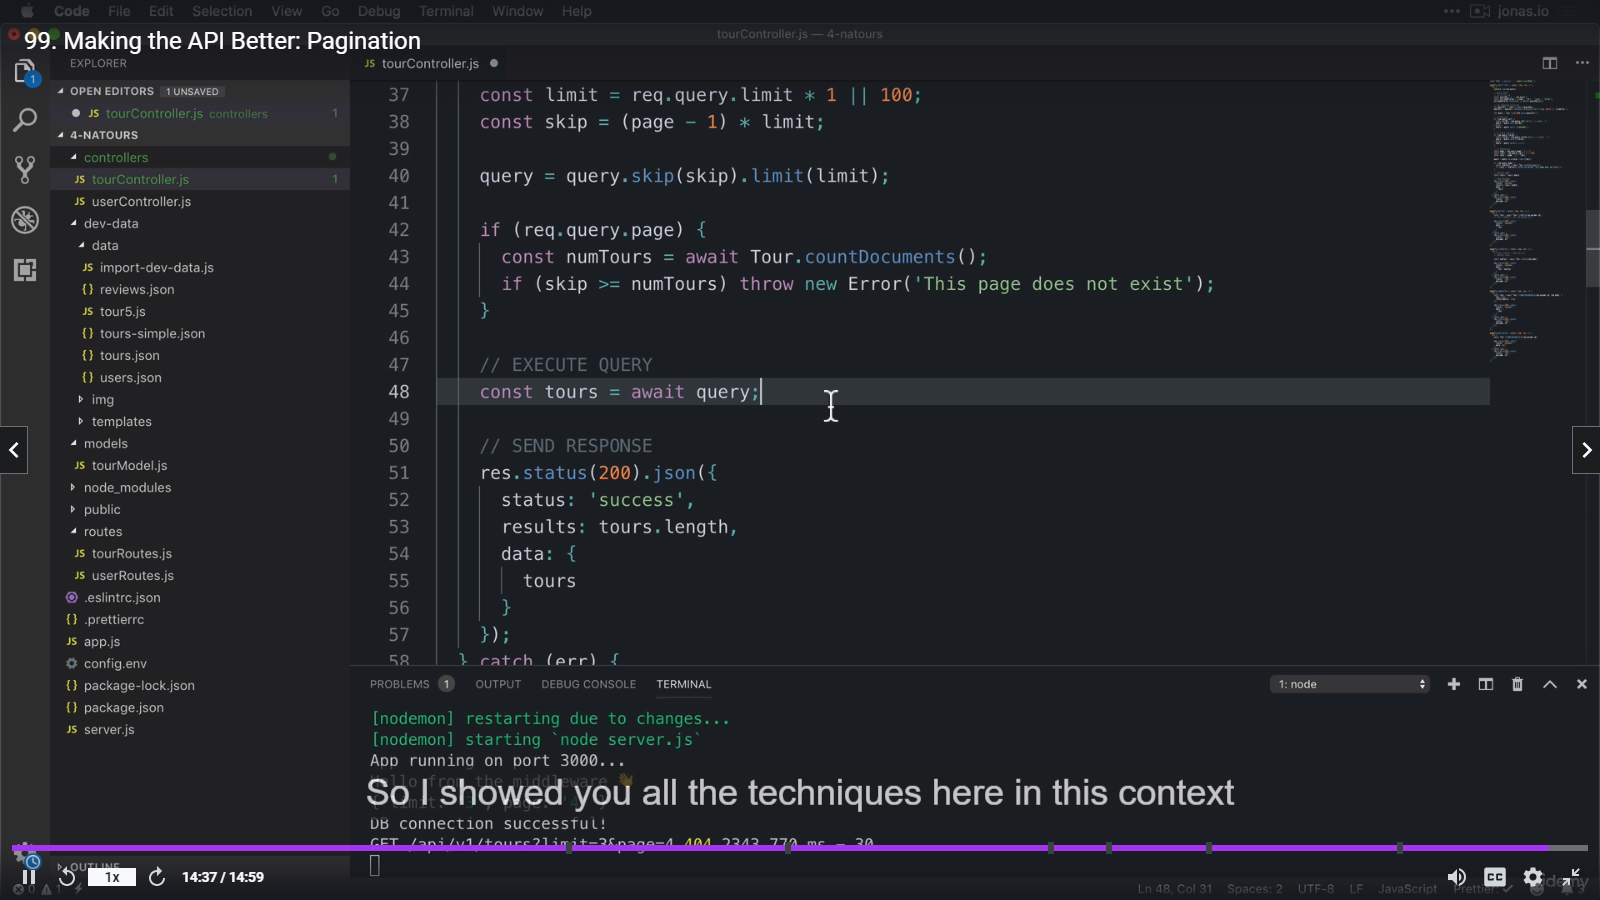 Code File Edit Selection View Go Debug Terminal Window Help
jonas.io
99. Making the API Better: Pagination
tourController.js — 4-natours
EXPLORER
OPEN EDITORS 1 UNSAVED
JS tourController.js controllers 1
4-NATOURS
controllers
JS tourController.js 1
JS userController.js
dev-data
data
JS import-dev-data.js
{} reviews.json
JS tour5.js
{} tours-simple.json
{} tours.json
{} users.json
img
templates
models
JS tourModel.js
node_modules
public
routes
JS tourRoutes.js
JS userRoutes.js
.eslintrc.json
{} .prettierrc
JS app.js
config.env
{} package-lock.json
{} package.json
JS server.js
OUTLINE
JS tourController.js
37 const limit = req.query.limit * 1 || 100;
38 const skip = (page - 1) * limit;
39
40 query = query.skip(skip).limit(limit);
41
42 if (req.query.page) {
43 const numTours = await Tour.countDocuments();
44 if (skip >= numTours) throw new Error('This page does not exist');
45 }
46
47 // EXECUTE QUERY
48 const tours = await query;
49
50 // SEND RESPONSE
51 res.status(200).json({
52 status: 'success',
53 results: tours.length,
54 data: {
55 tours
56 }
57 });
58 } catch (err) {
PROBLEMS 1 OUTPUT DEBUG CONSOLE TERMINAL
1: node
[nodemon] restarting due to changes...
[nodemon] starting `node server.js`
App running on port 3000...
Hello from the middleware 👋
So I showed you all the techniques here in this context
DB connection successful!
GET /api/v1/tours?limit=3&page=4 404 2343.770 ms – 30
1x
14:37 / 14:59
CC
Ln 48, Col 31 Spaces: 2 UTF-8 LF JavaScript Prettier: ✓